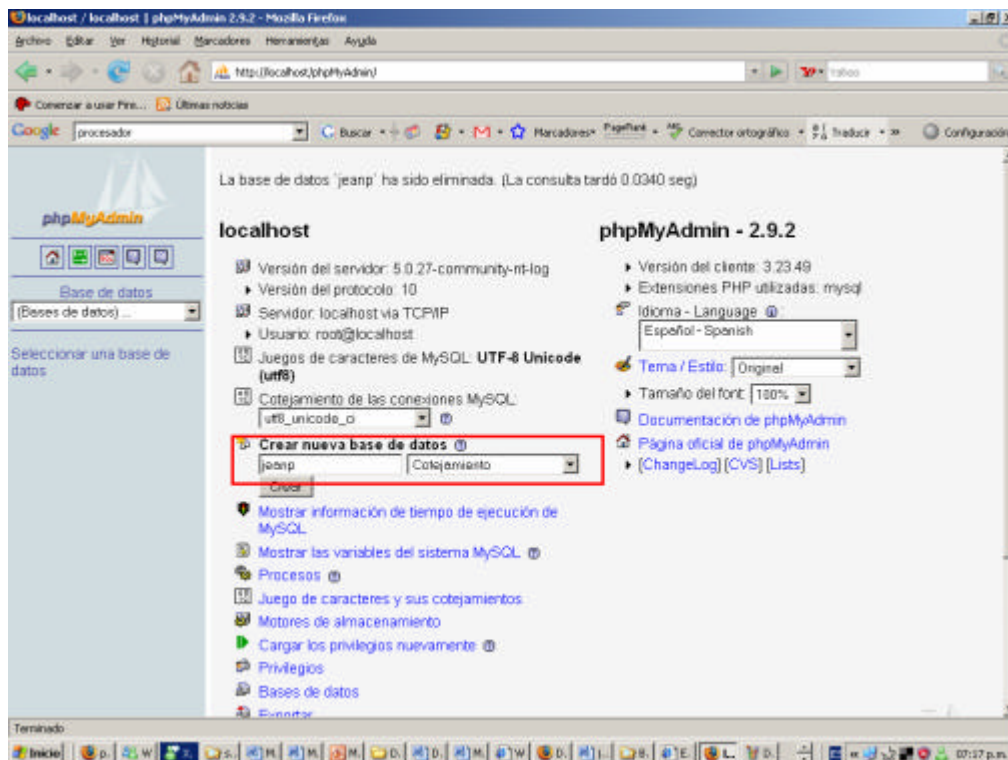 localhost / localhost | phpMyAdmin 2.9.2 - Mozilla Firefox
Archivo Editar Ver Historial Marcadores Herramientas Ayuda
http://localhost/phpMyAdmin/
yahoo
Comenzar a usar Fire... Últimas noticias
Google procesador Buscar Marcadores PageRank Corrector ortográfico Traducir Configuración
La base de datos `jeanp` ha sido eliminada. (La consulta tardó 0.0340 seg)
phpMyAdmin
Base de datos
(Bases de datos) ...
Seleccionar una base de
datos
localhost
Versión del servidor: 5.0.27-community-nt-log
Versión del protocolo: 10
Servidor: localhost via TCP/IP
Usuario: root@localhost
Juegos de caracteres de MySQL: UTF-8 Unicode
(utf8)
Cotejamiento de las conexiones MySQL:
utf8_unicode_ci
Crear nueva base de datos
jeanp Cotejamiento
Crear
Mostrar información de tiempo de ejecución de
MySQL
Mostrar las variables del sistema MySQL
Procesos
Juego de caracteres y sus cotejamientos
Motores de almacenamiento
Cargar los privilegios nuevamente
Privilegios
Bases de datos
Exportar
phpMyAdmin - 2.9.2
Versión del cliente: 3.23.49
Extensiones PHP utilizadas: mysql
Idioma - Language
Español - Spanish
Tema / Estilo: Original
Tamaño del font: 100%
Documentación de phpMyAdmin
Página oficial de phpMyAdmin
[ChangeLog] [CVS] [Lists]
Terminado
Inicio
07:17 p.m.